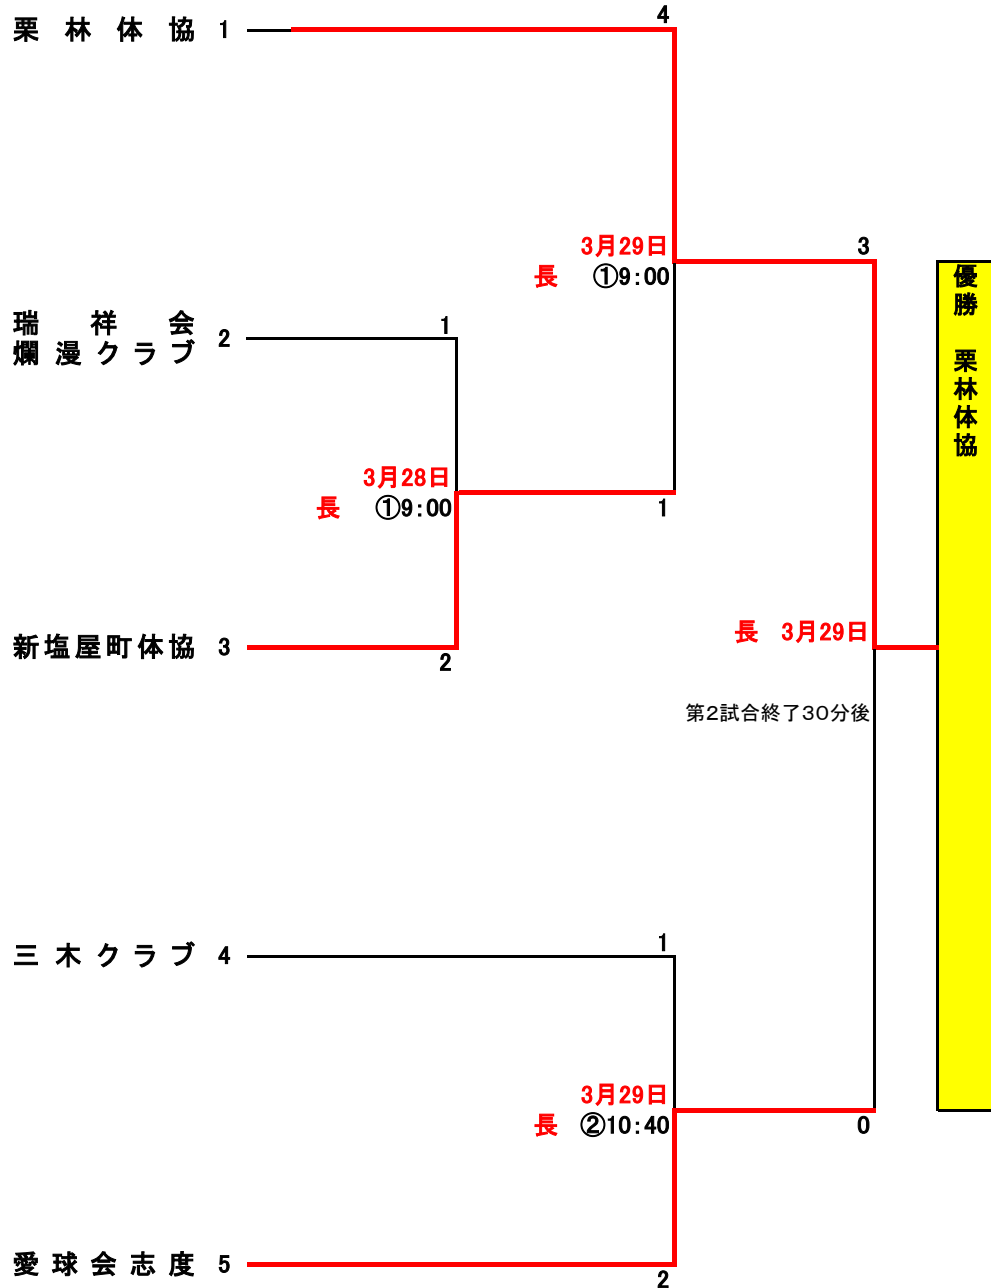 栗林体協 1
4
3月29日
長 ①9:00
3
優勝 栗林体協
瑞祥会
爛漫クラブ 2
1
3月28日
長 ①9:00
1
新塩屋町体協 3
2
長 3月29日
第2試合終了30分後
三木クラブ 4
1
3月29日
長 ②10:40
0
愛球会志度 5
2